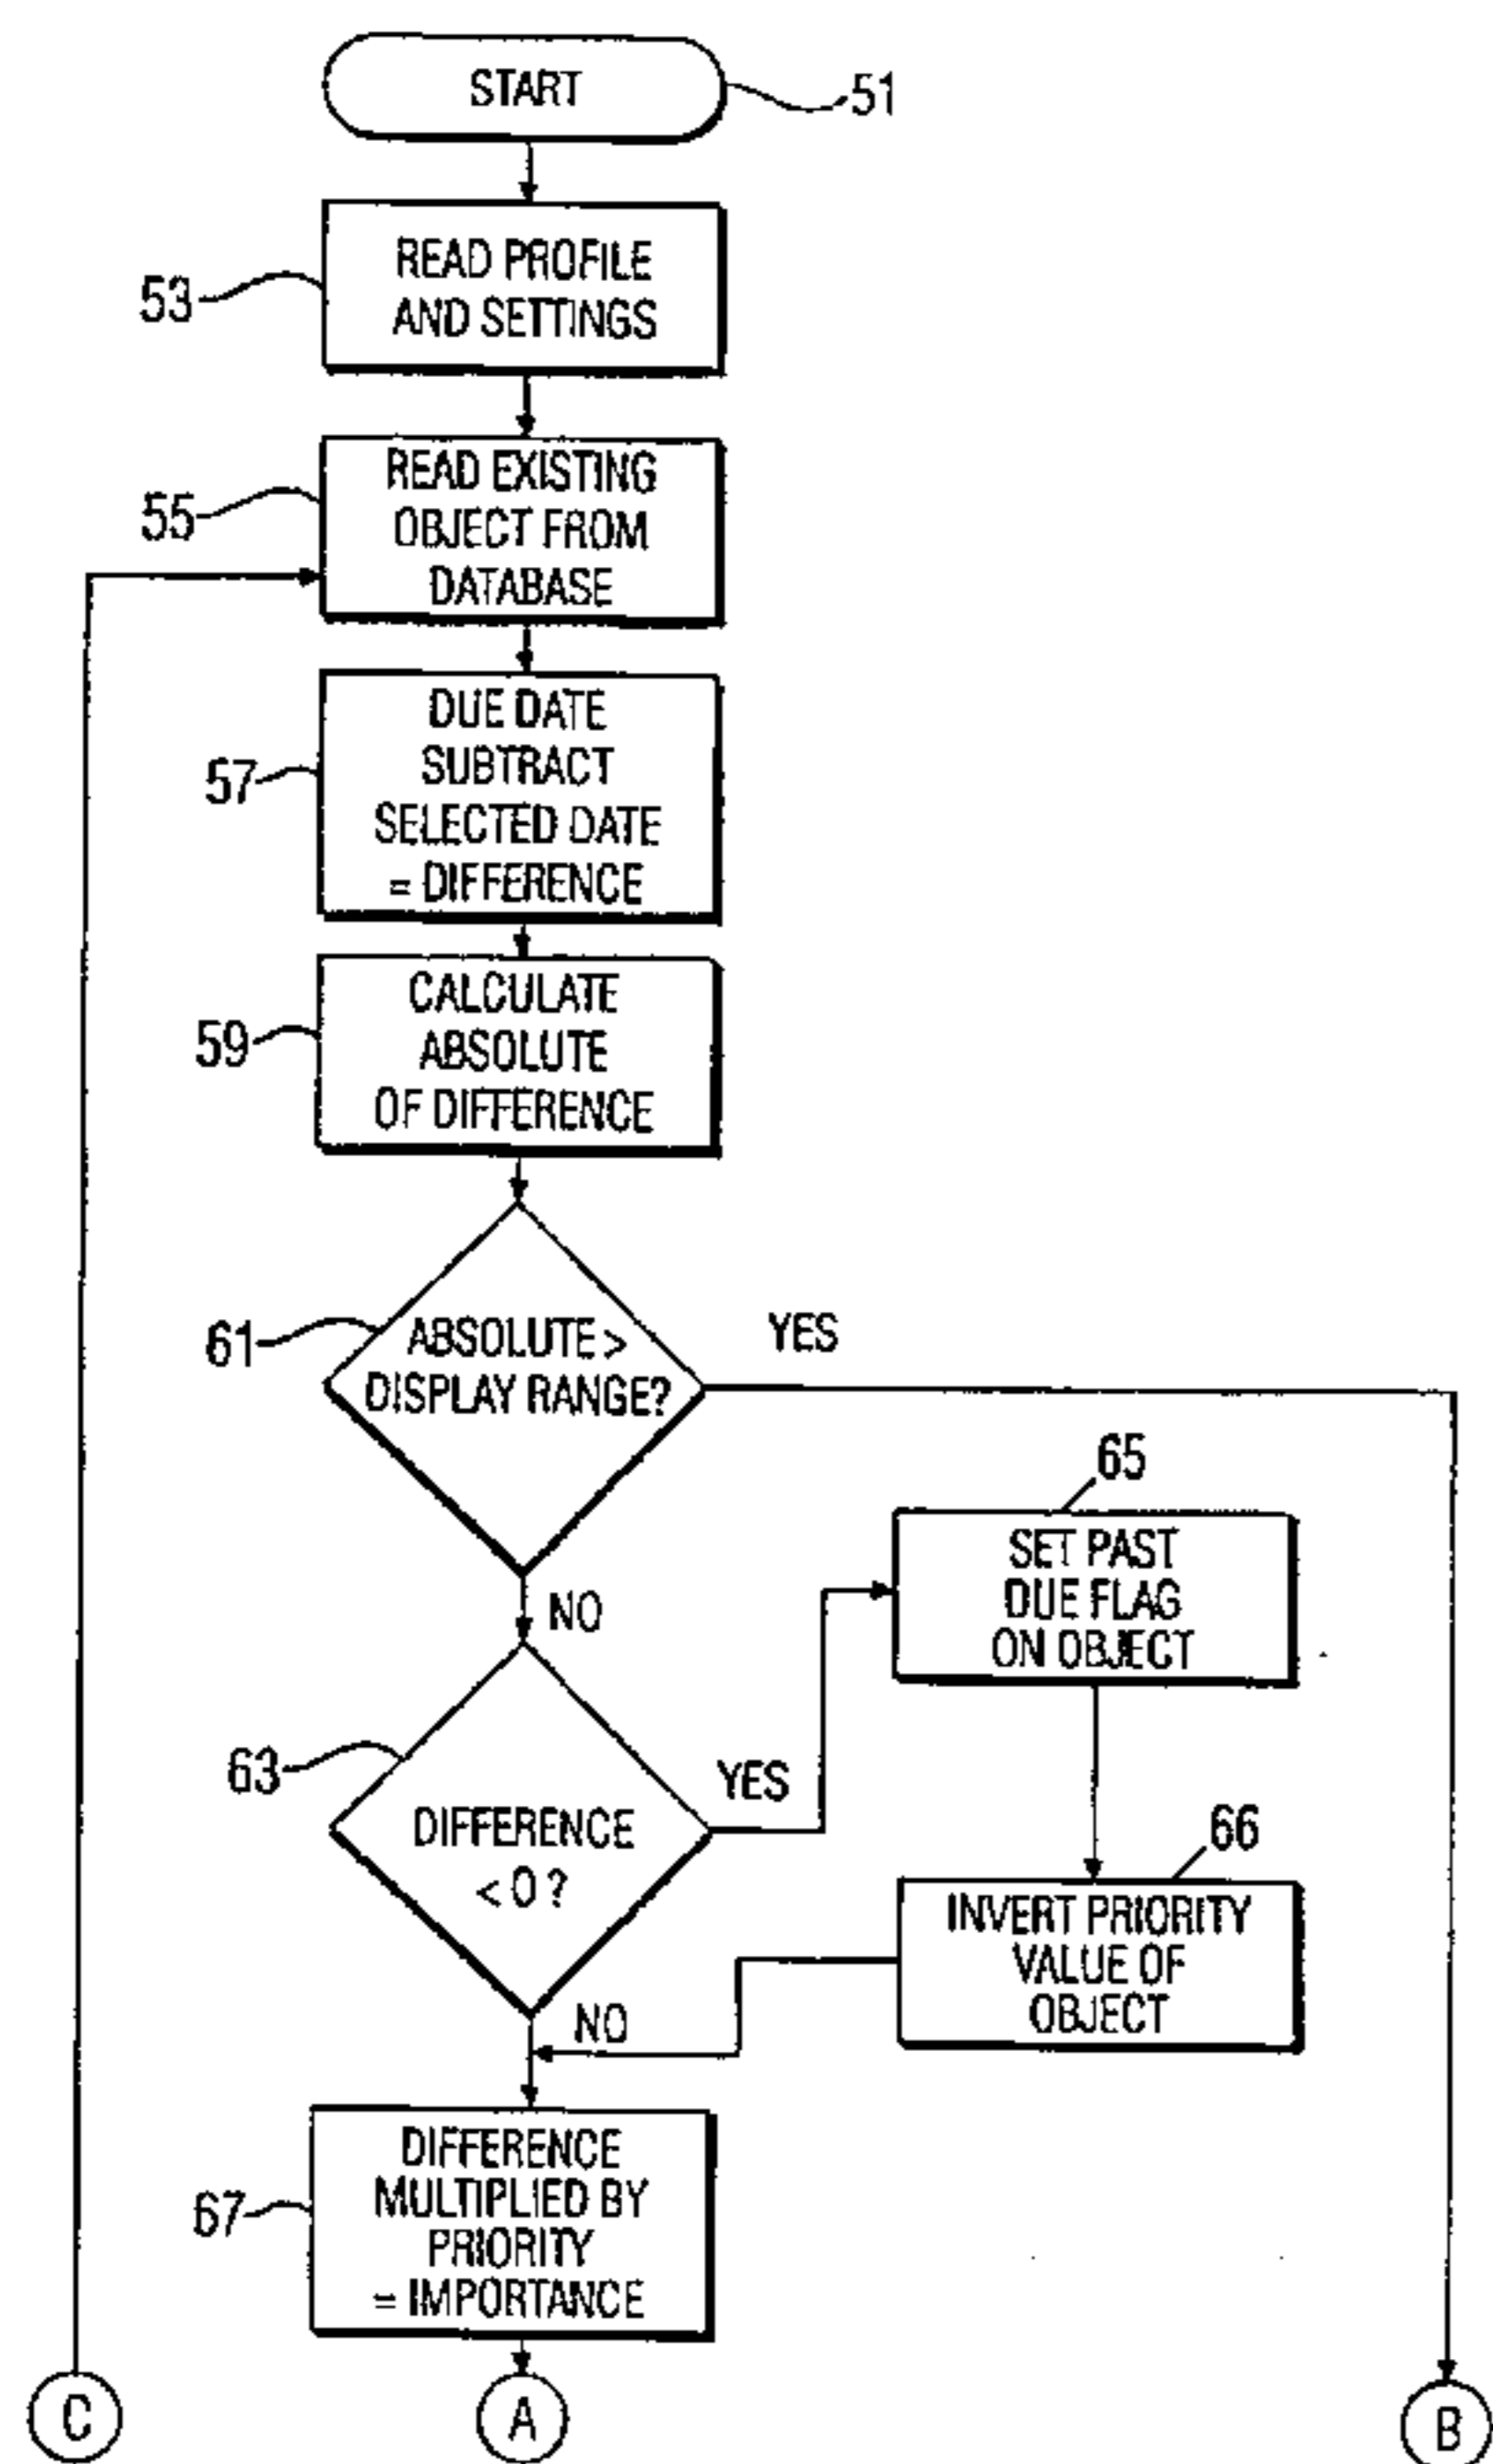 START
51
READ PROFILE
AND SETTINGS
53
READ EXISTING
OBJECT FROM
DATABASE
55
DUE DATE
SUBTRACT
SELECTED DATE
= DIFFERENCE
57
CALCULATE
ABSOLUTE
OF DIFFERENCE
59
ABSOLUTE >
DISPLAY RANGE?
61
YES
NO
65
SET PAST
DUE FLAG
ON OBJECT
63
DIFFERENCE
< 0 ?
YES
NO
66
INVERT PRIORITY
VALUE OF
OBJECT
67
DIFFERENCE
MULTIPLIED BY
PRIORITY
= IMPORTANCE
C
A
B